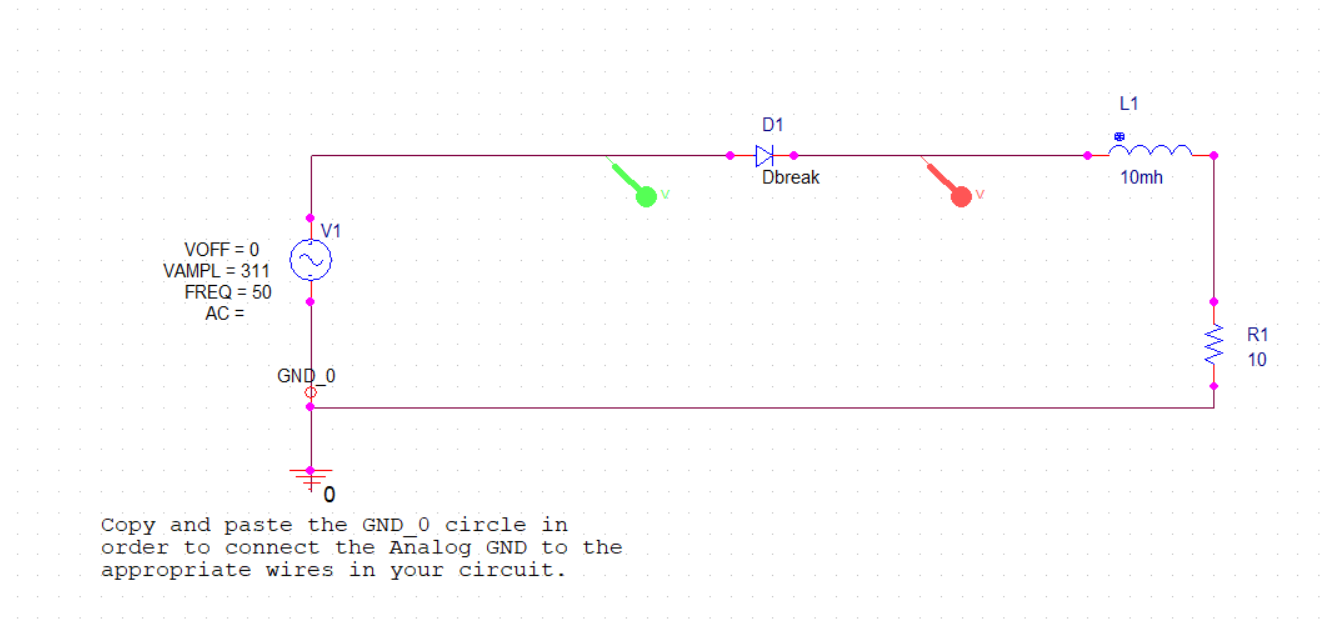 L1
D1
10mh
Dbreak
V
V
V1
VOFF = 0
VAMPL = 311
FREQ = 50
AC =
R1
10
GND_0
0
Copy and paste the GND_0 circle in
order to connect the Analog GND to the
appropriate wires in your circuit.